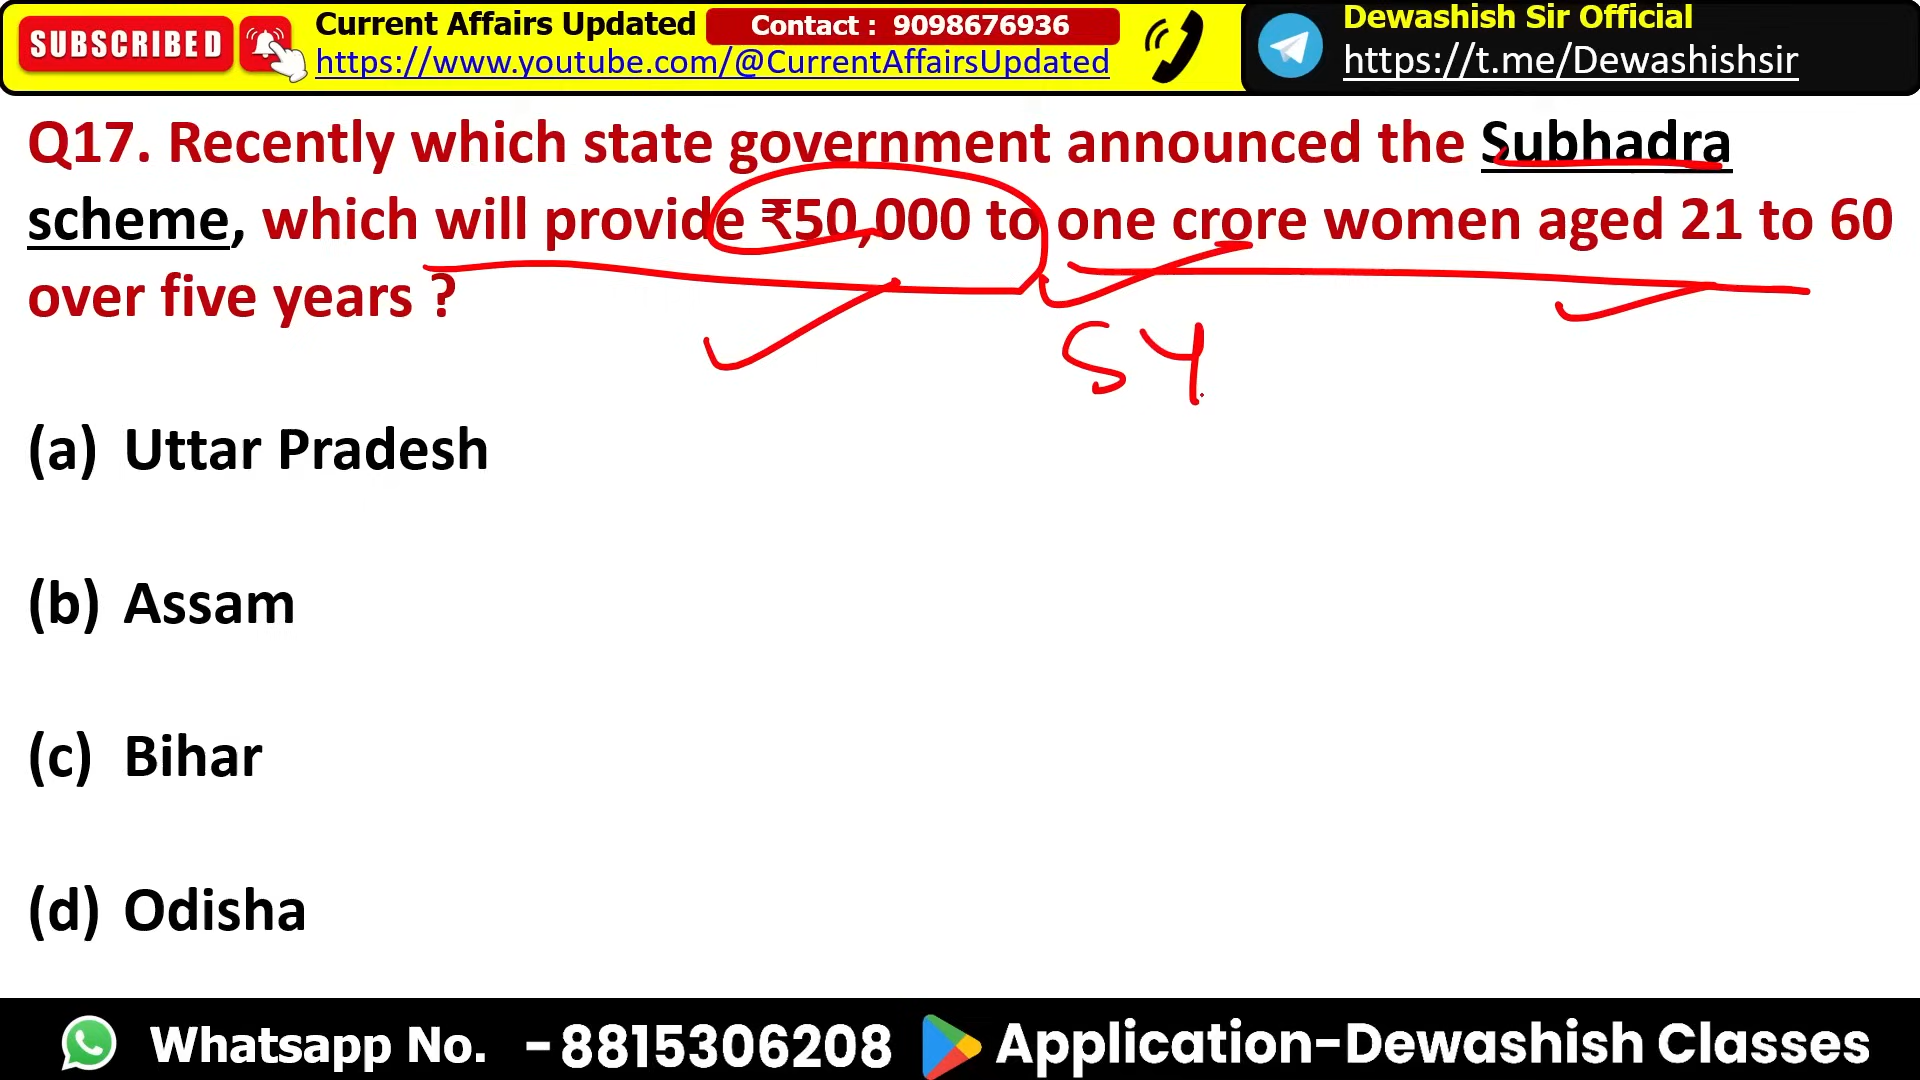 SUBSCRIBED
Current Affairs Updated
Contact : 9098676936
https://www.youtube.com/@CurrentAffairsUpdated
Dewashish Sir Official
https://t.me/Dewashishsir
Q17. Recently which state government announced the Subhadra
scheme, which will provide ₹50,000 to one crore women aged 21 to 60
over five years ?
5Y
(a) Uttar Pradesh
(b) Assam
(c) Bihar
(d) Odisha
Whatsapp No. -8815306208
Application-Dewashish Classes